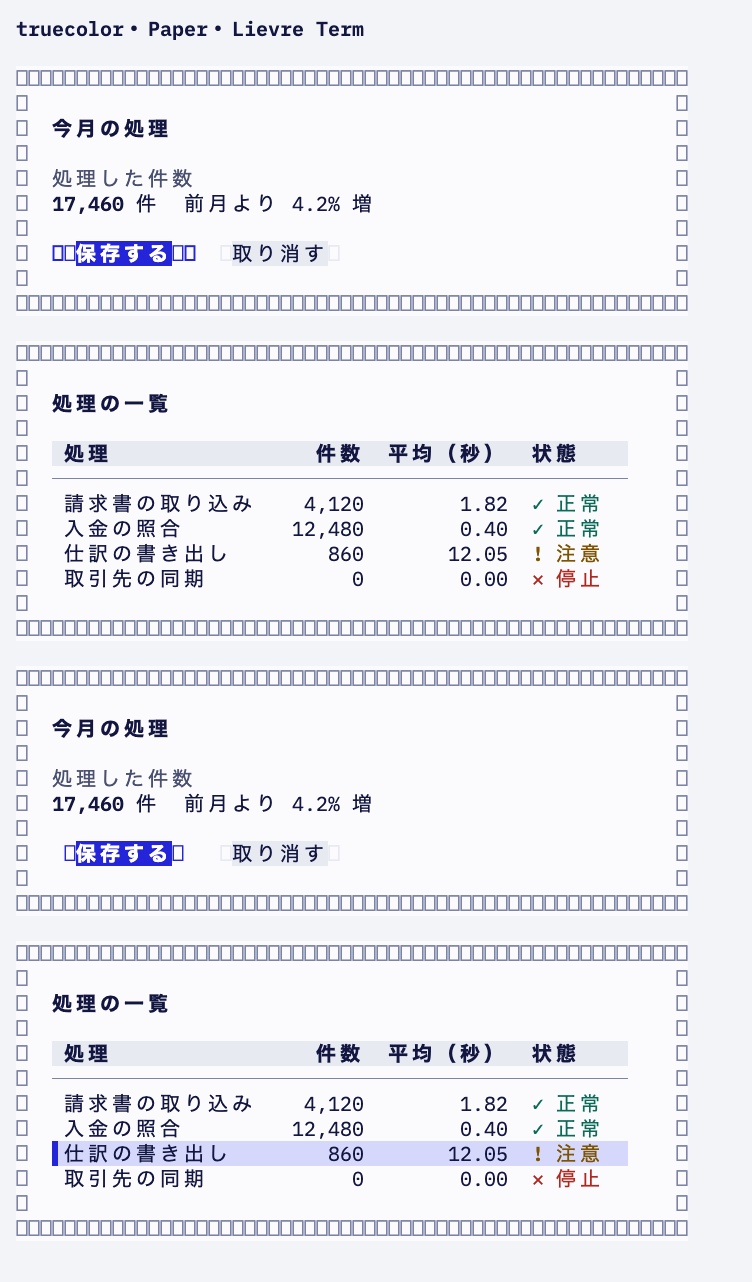 truecolor • Paper • Lievre Term
今月の処理
処理した件数
17,460 件 前月より 4.2% 増
保存する 取り消す
処理の一覧
処理 件数 平均 (秒) 状態
請求書の取り込み 4,120 1.82 ✓ 正常
入金の照合 12,480 0.40 ✓ 正常
仕訳の書き出し 860 12.05 ! 注意
取引先の同期 0 0.00 × 停止
今月の処理
処理した件数
17,460 件 前月より 4.2% 増
保存する 取り消す
処理の一覧
処理 件数 平均 (秒) 状態
請求書の取り込み 4,120 1.82 ✓ 正常
入金の照合 12,480 0.40 ✓ 正常
仕訳の書き出し 860 12.05 ! 注意
取引先の同期 0 0.00 × 停止